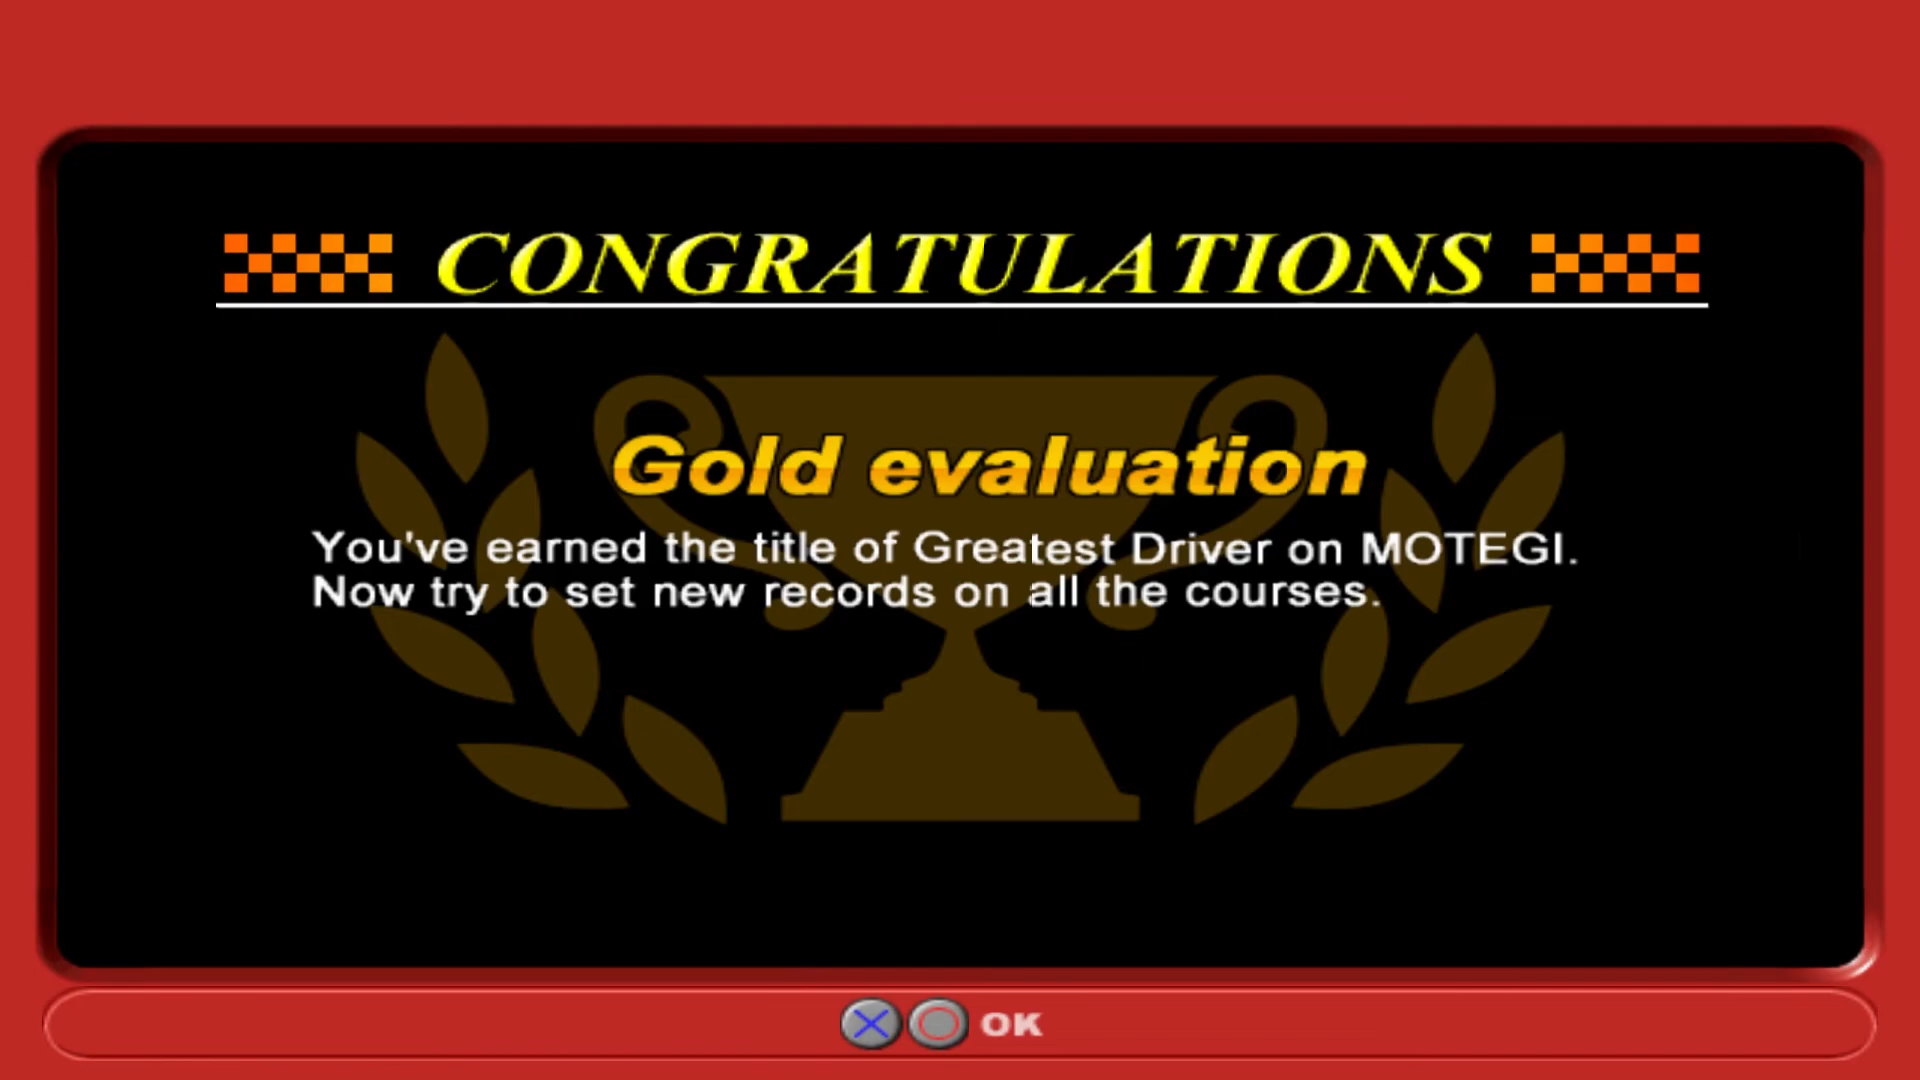 CONGRATULATIONS
Gold evaluation
You've earned the title of Greatest Driver on MOTEGI.
Now try to set new records on all the courses.
OK